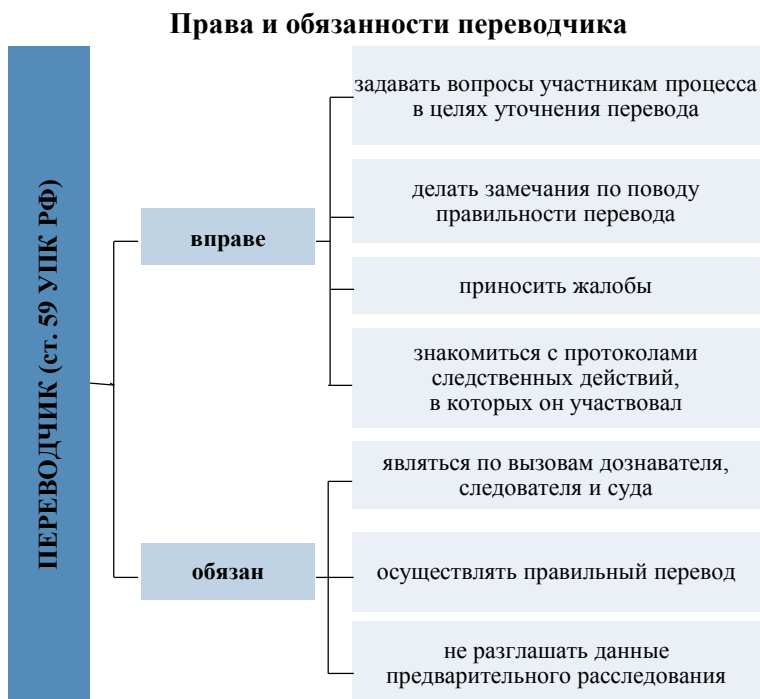 Права и обязанности переводчика
ПЕРЕВОДЧИК (ст. 59 УПК РФ)
вправе
задавать вопросы участникам процесса
в целях уточнения перевода
делать замечания по поводу
правильности перевода
приносить жалобы
знакомиться с протоколами
следственных действий,
в которых он участвовал
обязан
являться по вызовам дознавателя,
следователя и суда
осуществлять правильный перевод
не разглашать данные
предварительного расследования